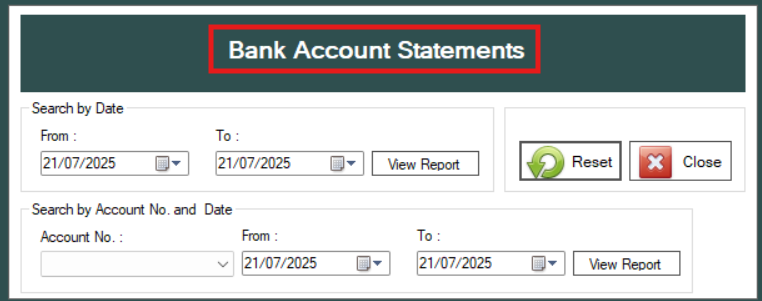 Bank Account Statements
Search by Date
From :
To :
21/07/2025
21/07/2025
View Report
Reset
Close
Search by Account No. and Date
Account No. :
From :
To :
21/07/2025
21/07/2025
View Report